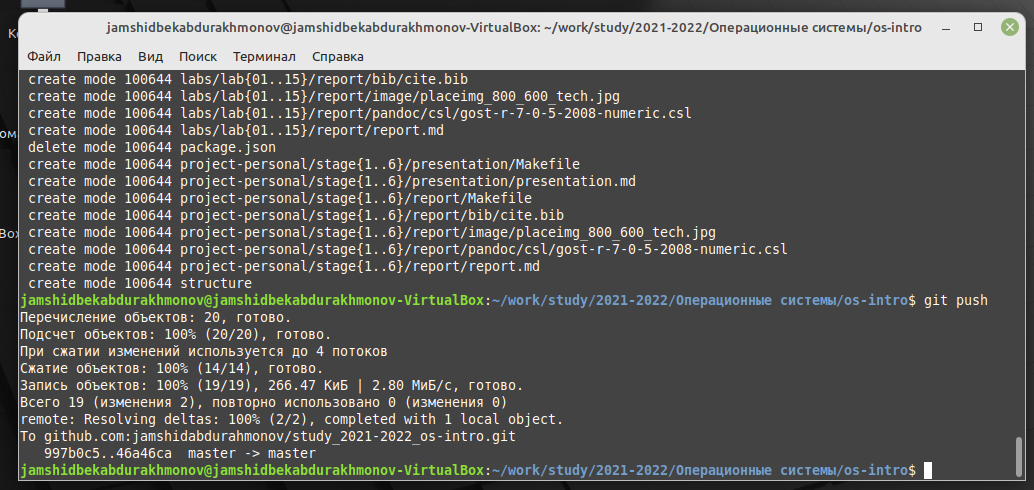 jamshidbekabdurakhmonov@jamshidbekabdurakhmonov-VirtualBox: ~/work/study/2021-2022/Операционные системы/os-intro
Файл Правка Вид Поиск Терминал Справка
create mode 100644 labs/lab{01..15}/report/bib/cite.bib
create mode 100644 labs/lab{01..15}/report/image/placeimg_800_600_tech.jpg
create mode 100644 labs/lab{01..15}/report/pandoc/csl/gost-r-7-0-5-2008-numeric.csl
create mode 100644 labs/lab{01..15}/report/report.md
delete mode 100644 package.json
create mode 100644 project-personal/stage{1..6}/presentation/Makefile
create mode 100644 project-personal/stage{1..6}/presentation/presentation.md
create mode 100644 project-personal/stage{1..6}/report/Makefile
create mode 100644 project-personal/stage{1..6}/report/bib/cite.bib
create mode 100644 project-personal/stage{1..6}/report/image/placeimg_800_600_tech.jpg
create mode 100644 project-personal/stage{1..6}/report/pandoc/csl/gost-r-7-0-5-2008-numeric.csl
create mode 100644 project-personal/stage{1..6}/report/report.md
create mode 100644 structure
jamshidbekabdurakhmonov@jamshidbekabdurakhmonov-VirtualBox:~/work/study/2021-2022/Операционные системы/os-intro$ git push
Перечисление объектов: 20, готово.
Подсчет объектов: 100% (20/20), готово.
При сжатии изменений используется до 4 потоков
Сжатие объектов: 100% (14/14), готово.
Запись объектов: 100% (19/19), 266.47 КиБ | 2.80 МиБ/с, готово.
Всего 19 (изменения 2), повторно использовано 0 (изменения 0)
remote: Resolving deltas: 100% (2/2), completed with 1 local object.
To github.com:jamshidabdurahmonov/study_2021-2022_os-intro.git
997b0c5..46a46ca master -> master
jamshidbekabdurakhmonov@jamshidbekabdurakhmonov-VirtualBox:~/work/study/2021-2022/Операционные системы/os-intro$